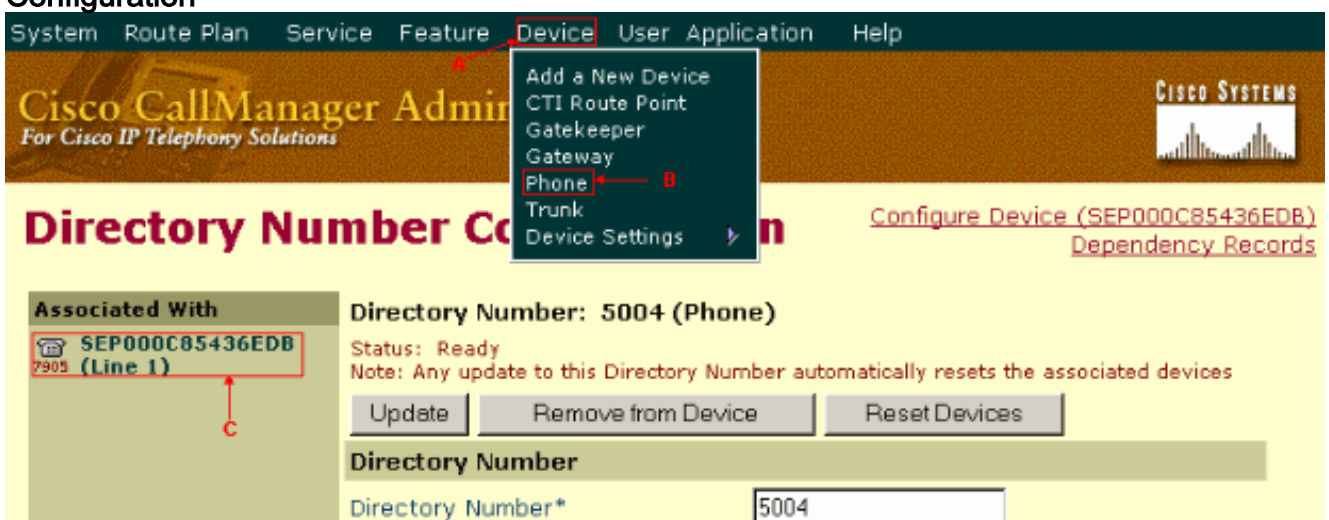 Configuration
System Route Plan Service Feature Device User Application Help
A
Add a New Device
CTI Route Point
Gatekeeper
Gateway
Phone
B
Trunk
Device Settings
Cisco CallManager Admin
For Cisco IP Telephony Solutions
CISCO SYSTEMS
Directory Number Co n
Configure Device (SEP000C85436EDB)
Dependency Records
Associated With
SEP000C85436EDB
7905 (Line 1)
C
Directory Number: 5004 (Phone)
Status: Ready
Note: Any update to this Directory Number automatically resets the associated devices
Update Remove from Device Reset Devices
Directory Number
Directory Number* 5004